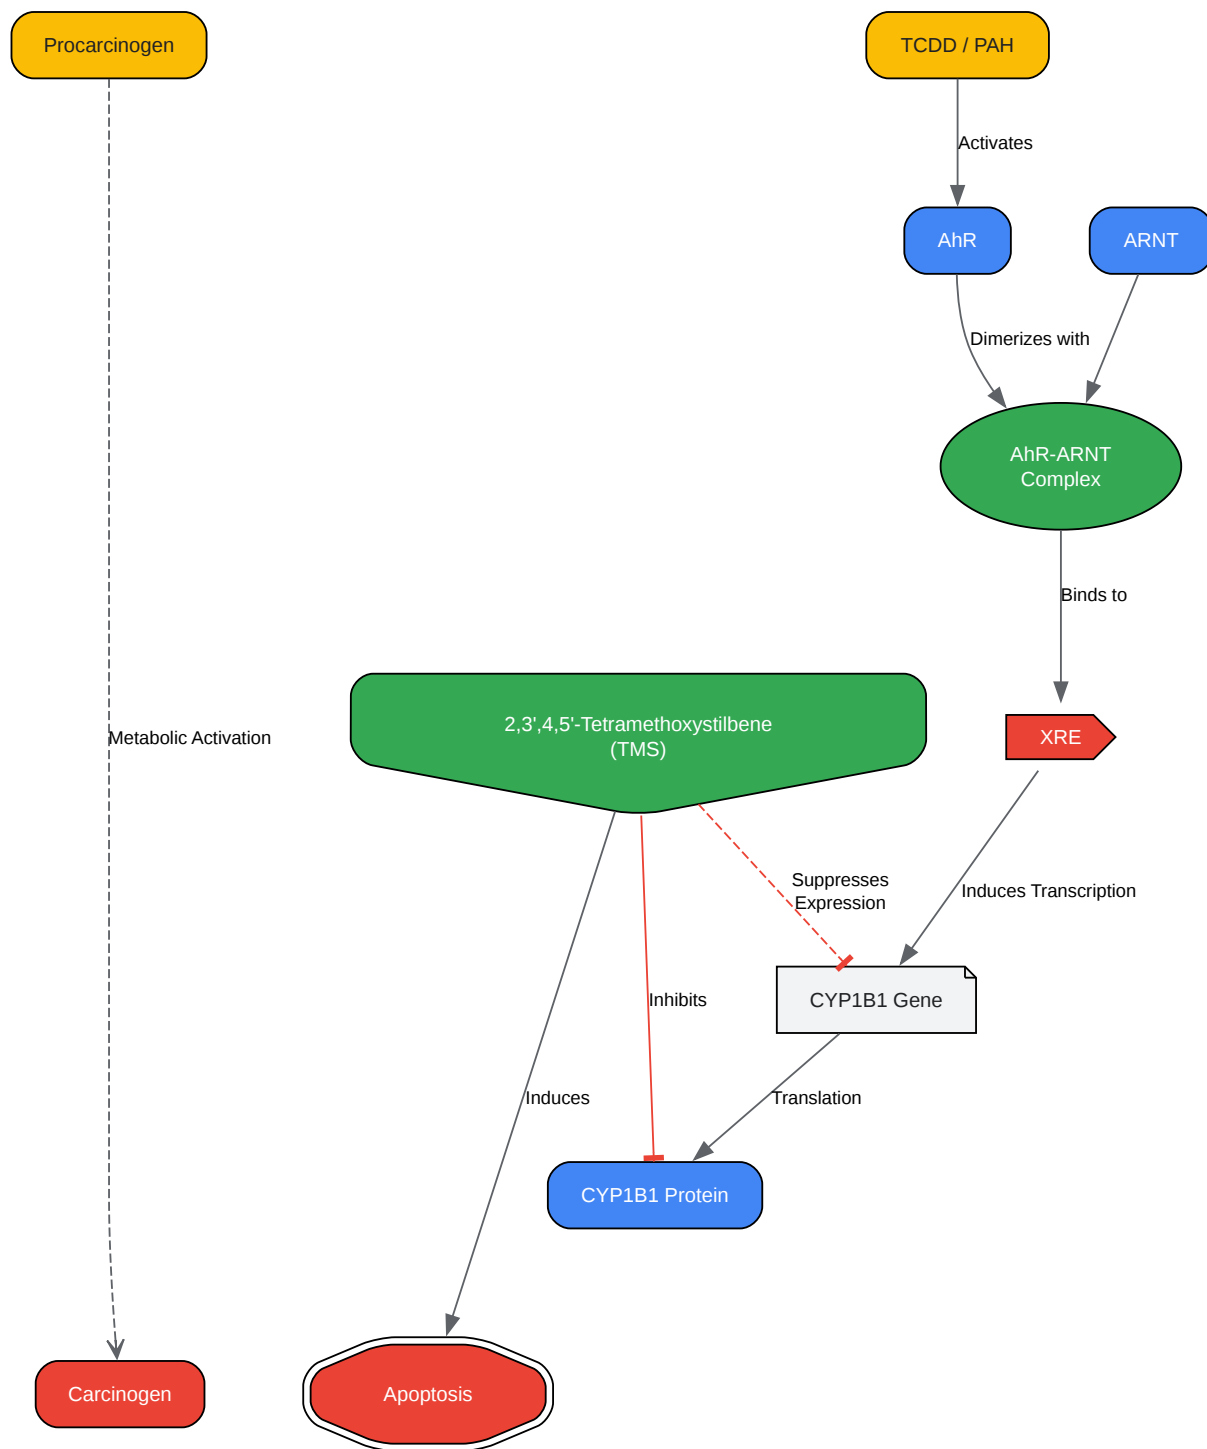 Procarcinogen
TCDD / PAH
Activates
AhR
ARNT
Dimerizes with
AhR-ARNT
Complex
Binds to
2,3',4,5'-Tetramethoxystilbene
(TMS)
Metabolic Activation
XRE
Suppresses
Expression
Induces Transcription
Inhibits
CYP1B1 Gene
Induces
Translation
CYP1B1 Protein
Carcinogen
Apoptosis